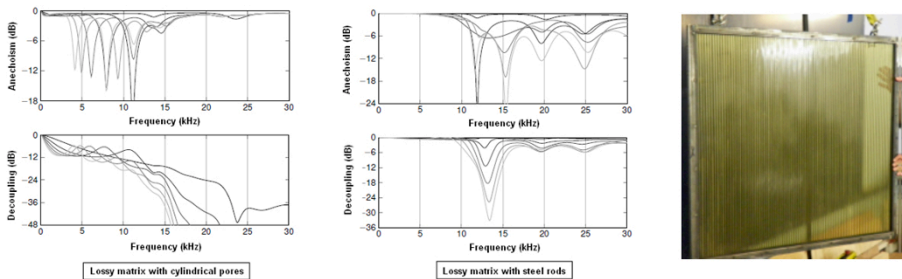 Anechoism (dB)
0
-6
-12
-18
0 5 10 15 20 25 30
Frequency (kHz)
Decoupling (dB)
0
-12
-24
-36
-48
0 5 10 15 20 25 30
Frequency (kHz)
Lossy matrix with cylindrical pores
Anechoism (dB)
0
-6
-12
-18
-24
0 5 10 15 20 25 30
Frequency (kHz)
Decoupling (dB)
0
-6
-12
-18
-24
-30
-36
0 5 10 15 20 25 30
Frequency (kHz)
Lossy matrix with steel rods